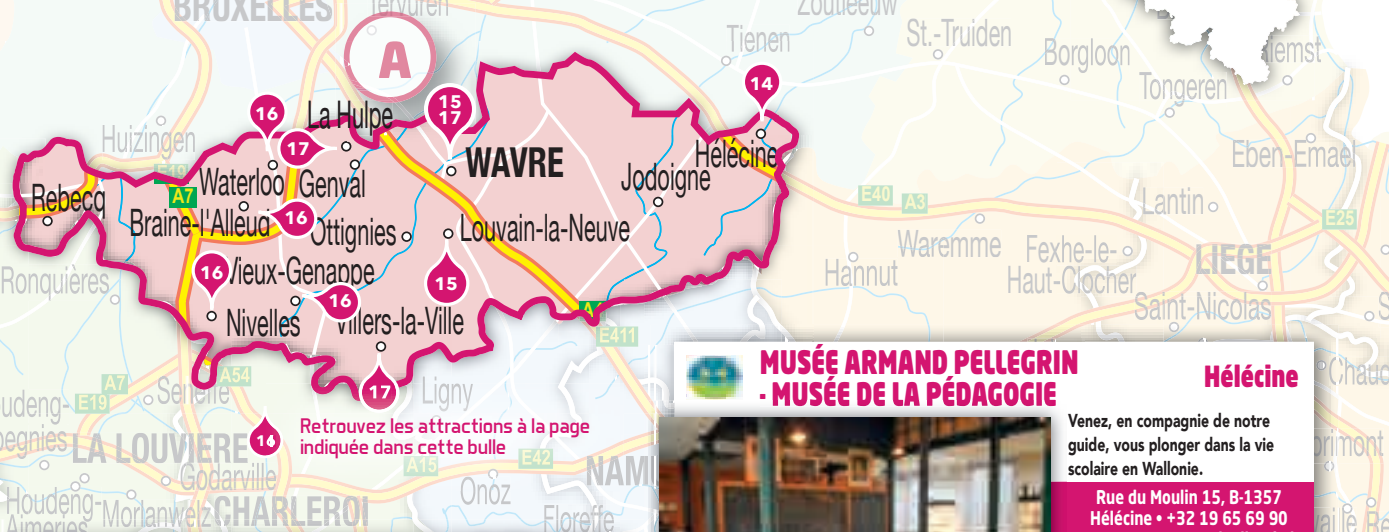 BRUXELLES
Tervuren
Zoutleeuw
Tienen
St.-Truiden
Borgloon
Tongeren
A
14
16
15
17
La Hulpe
Huizingen
17
WAVRE
Hélécine
Eben-Emael
Rebecq
A7
Waterloo
Genval
Jodoigne
E40
A3
Lantin
E25
Braine-l'Alleud
16
Ottignies
Louvain-la-Neuve
Waremme
Fexhe-le-
Haut-Clocher
LIEGE
Ronquières
16
Vieux-Genappe
16
15
Hannut
Saint-Nicolas
Nivelles
Villers-la-Ville
E411
A7
E19
A54
17
Ligny
LA LOUVIERE
16
Retrouvez les attractions à la page
indiquée dans cette bulle
Godarville
A15
E42
Onoz
Houdeng-
Aimeries
Morlanwelz
CHARLEROI
Floreffe
MUSÉE ARMAND PELLEGRIN
- MUSÉE DE LA PÉDAGOGIE
Hélécine
Venez, en compagnie de notre
guide, vous plonger dans la vie
scolaire en Wallonie.
Rue du Moulin 15, B-1357
Hélécine • +32 19 65 69 90